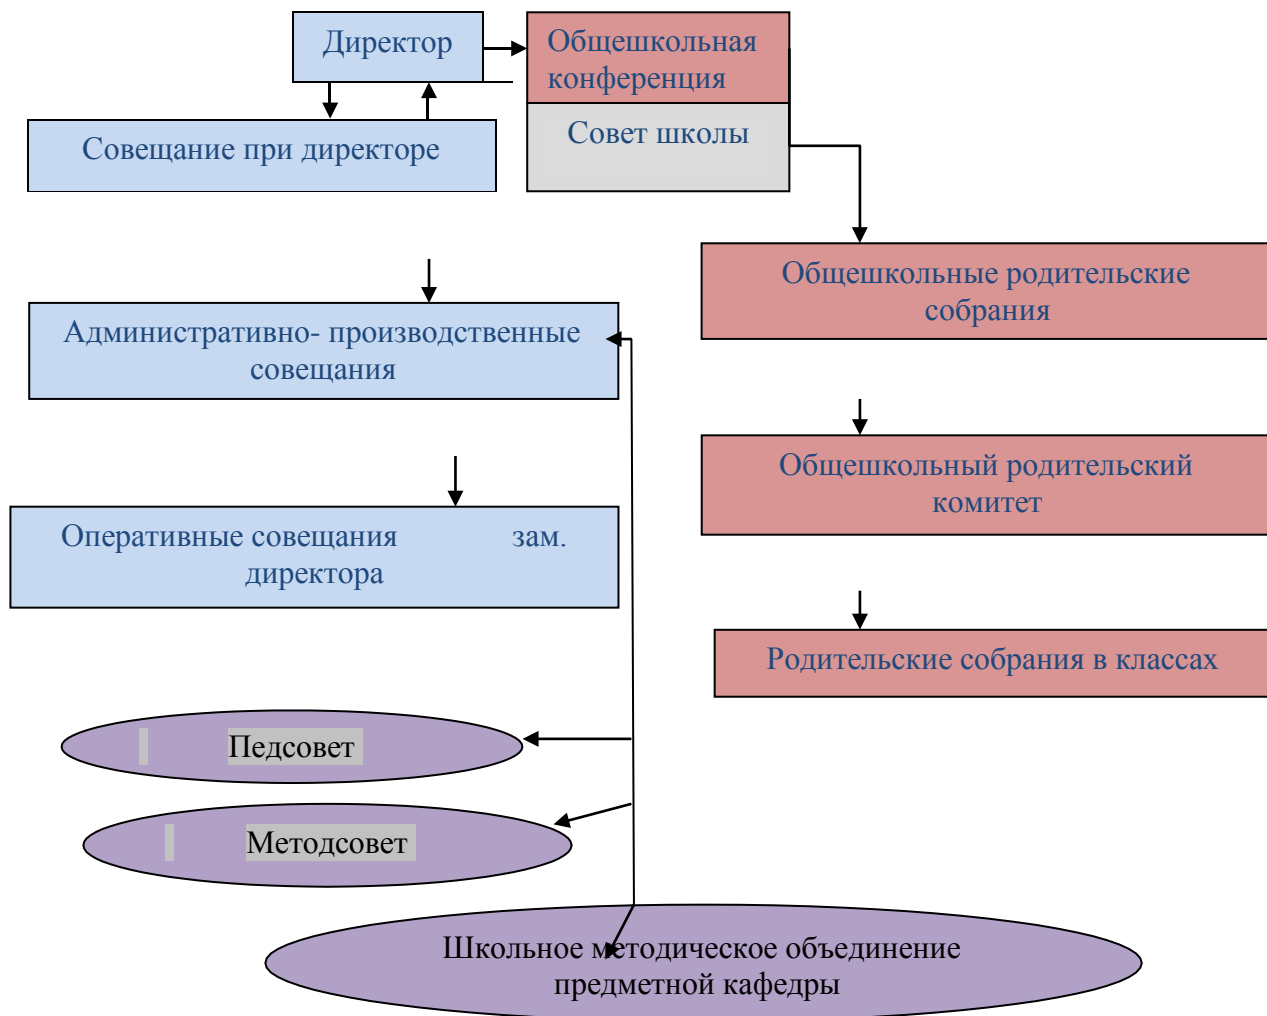 Директор
Общешкольная
конференция
Совет школы
Совещание при директоре
Общешкольные родительские
собрания
Административно- производственные
совещания
Общешкольный родительский
комитет
Оперативные совещания зам.
директора
Родительские собрания в классах
Педсовет
Методсовет
Школьное методическое объединение
предметной кафедры